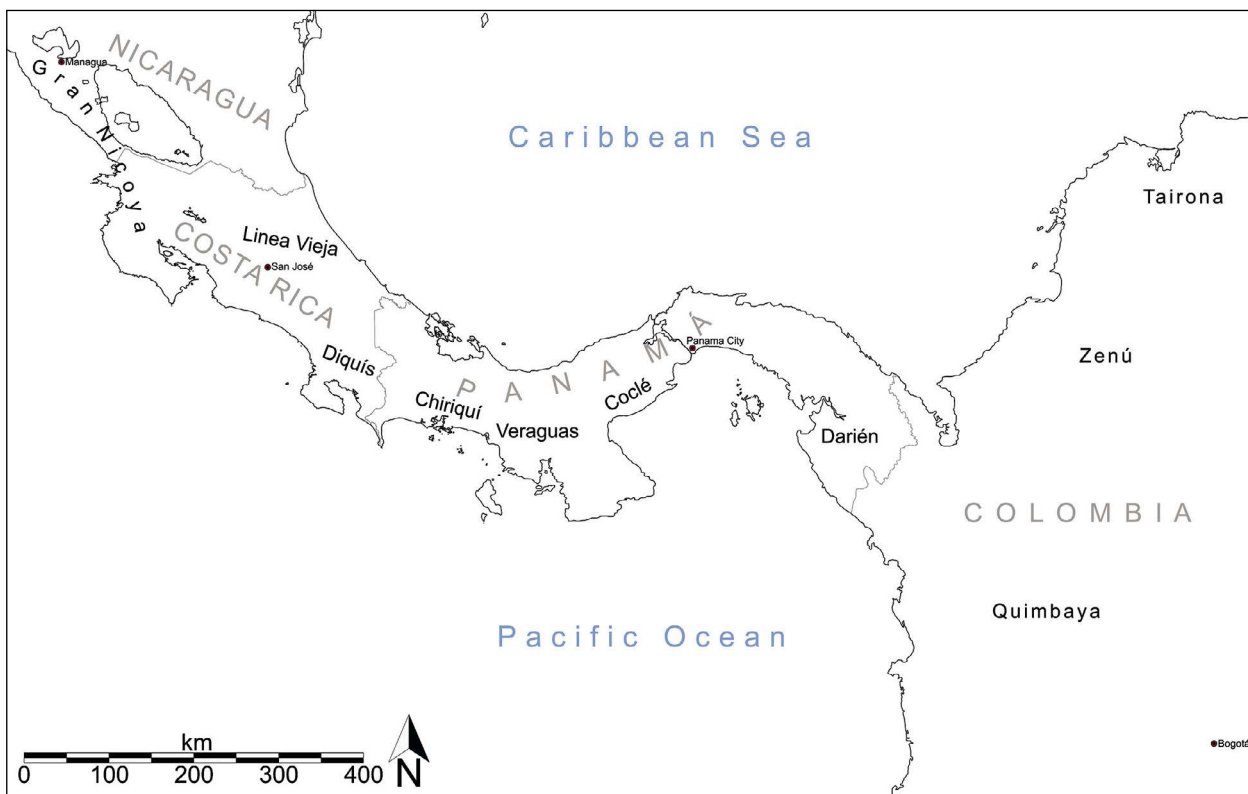 NICARAGUA
Managua
Gran Nicoya
Caribbean Sea
Tairona
Linea Vieja
COSTA RICA
San José
PANAMÁ
Panama City
Zenú
Diquís
Chiriquí
Coclé
Veraguas
Darién
COLOMBIA
Quimbaya
Pacific Ocean
Bogotá
km
0 100 200 300 400
N